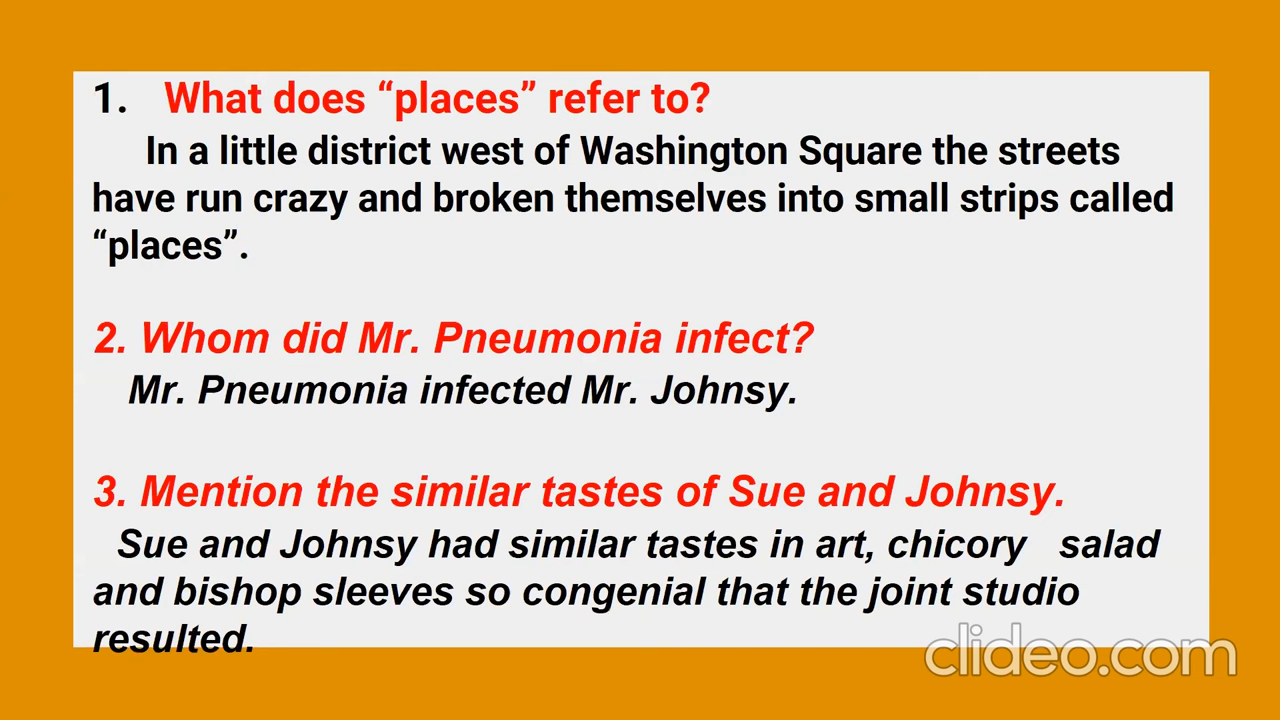 1. What does “places” refer to?
In a little district west of Washington Square the streets
have run crazy and broken themselves into small strips called
“places”.
2. Whom did Mr. Pneumonia infect?
Mr. Pneumonia infected Mr. Johnsy.
3. Mention the similar tastes of Sue and Johnsy.
Sue and Johnsy had similar tastes in art, chicory salad
and bishop sleeves so congenial that the joint studio
resulted.
clideo.com